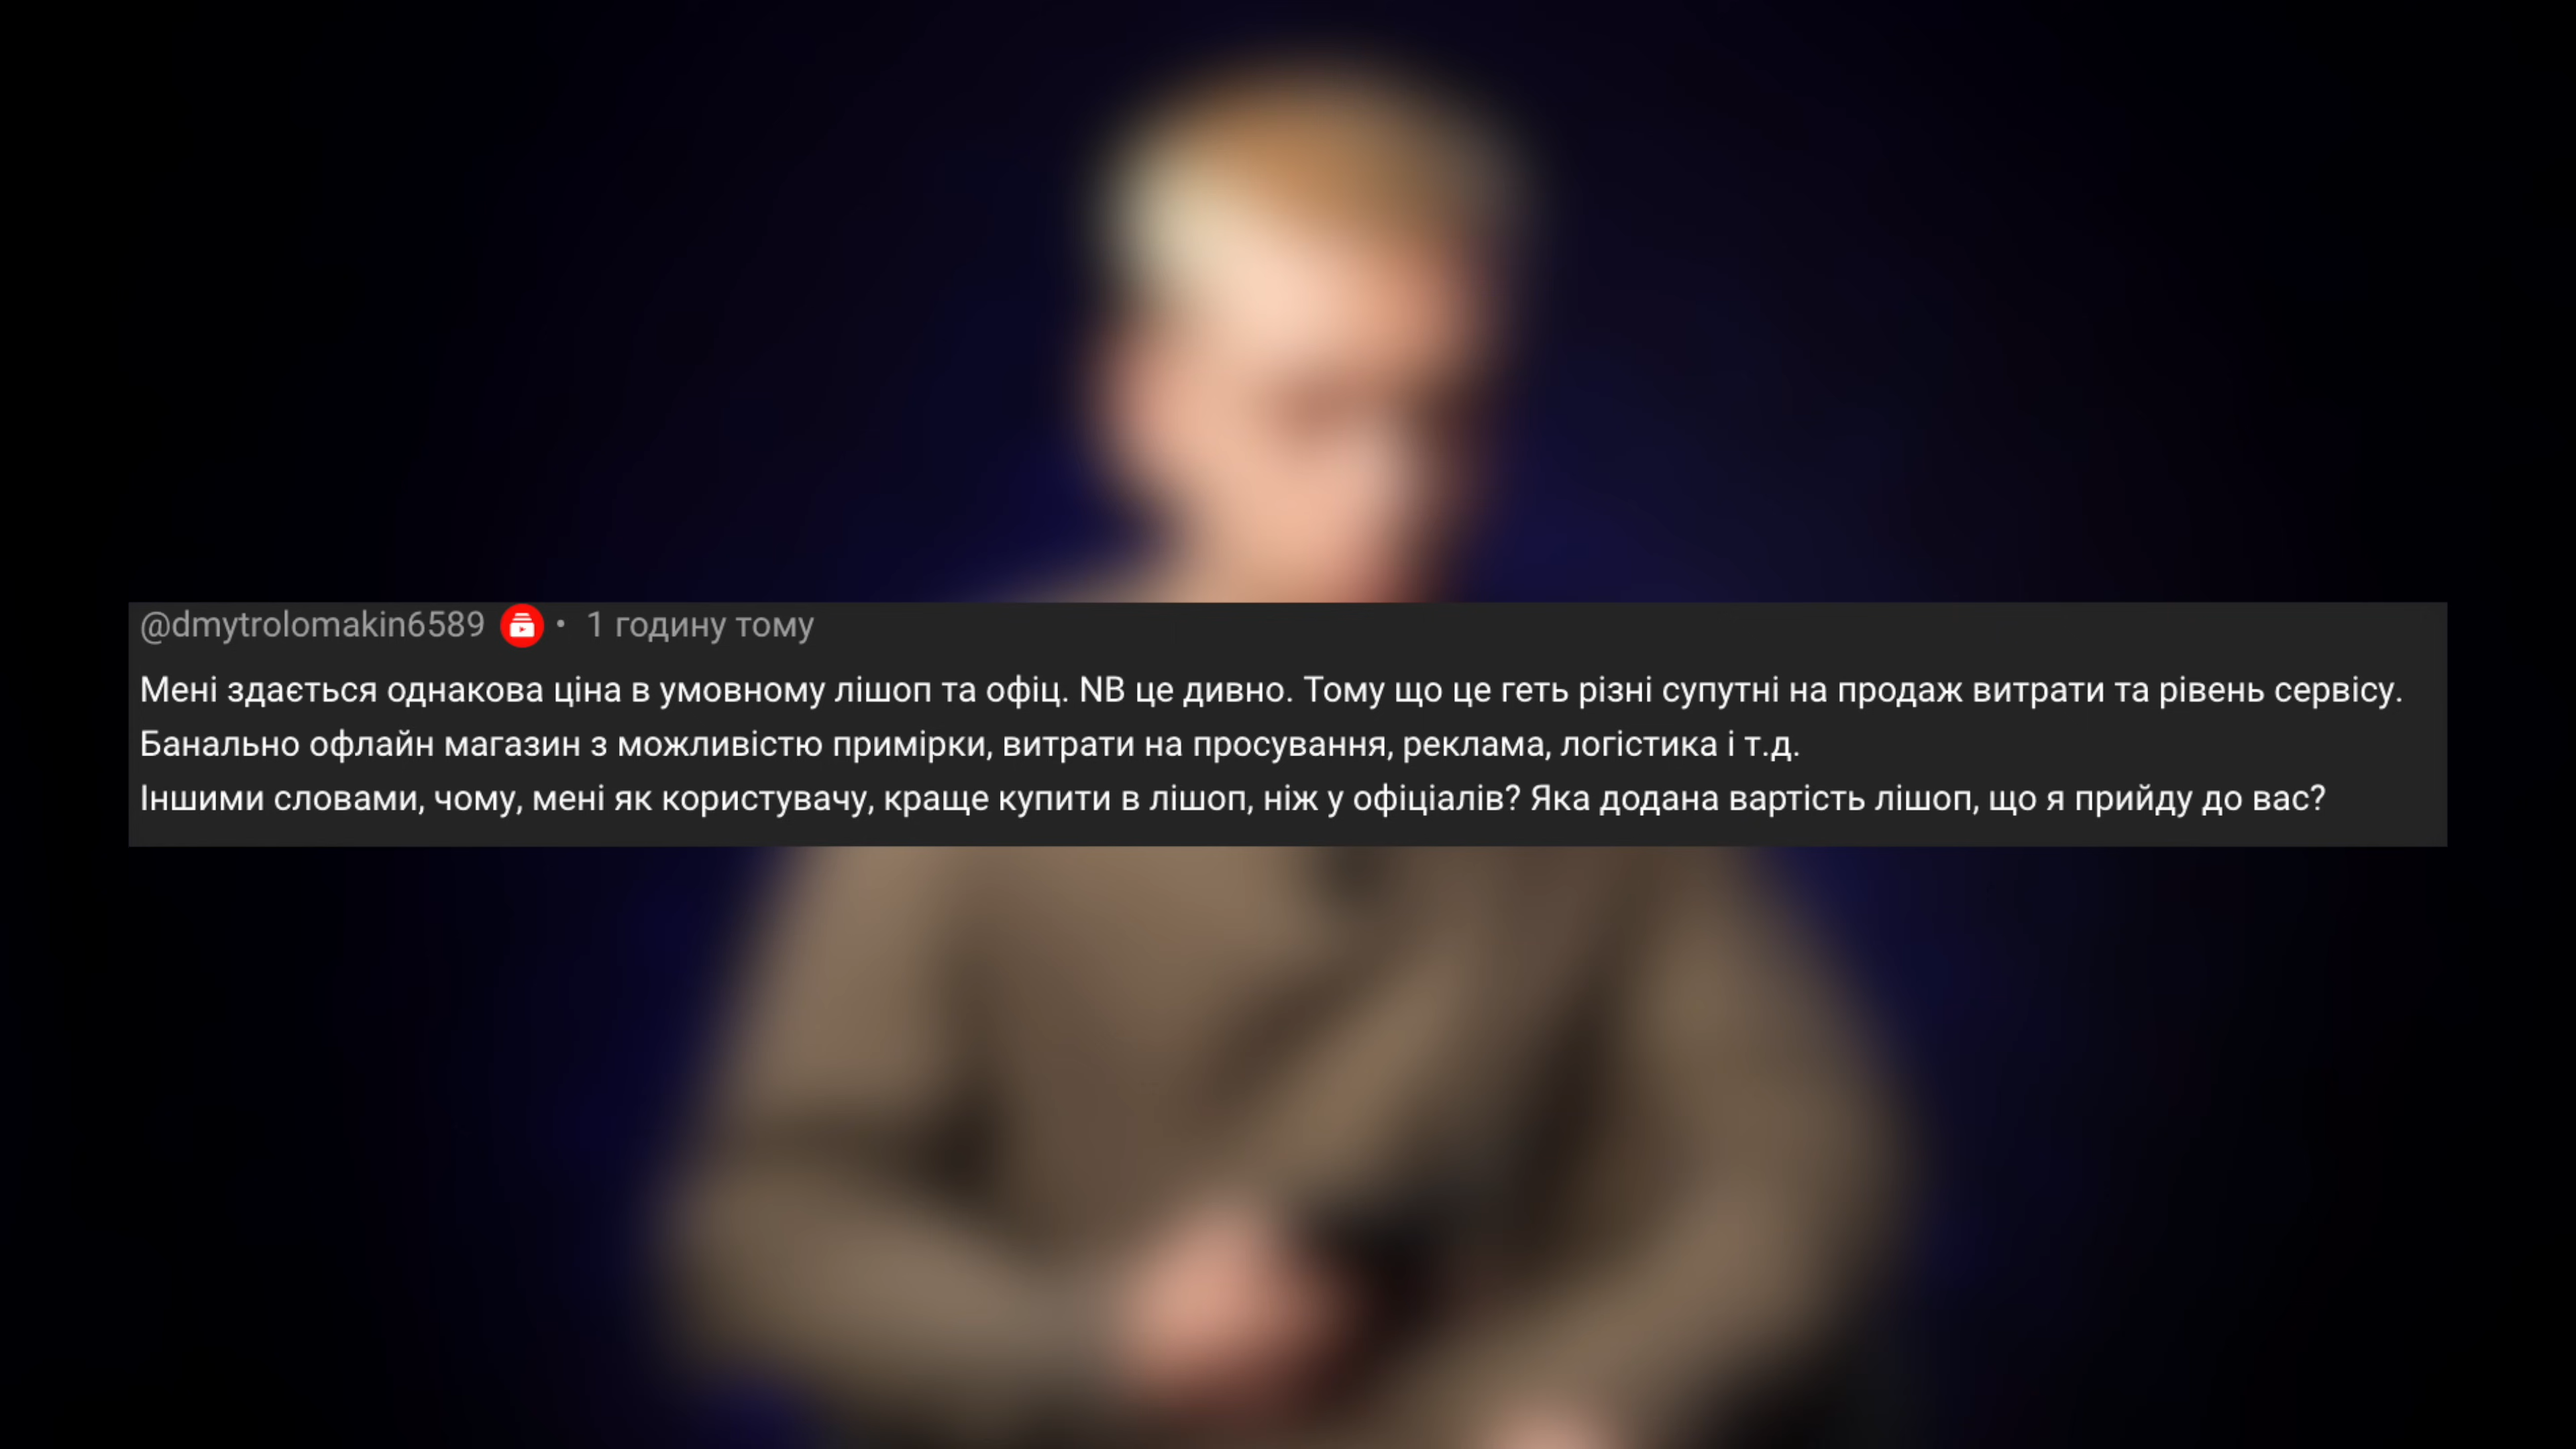 @dmytrolomakin6589 • 1 годину тому
Мені здається однакова ціна в умовному лішоп та офіц. NB це дивно. Тому що це геть різні супутні на продаж витрати та рівень сервісу.
Банально офлайн магазин з можливістю примірки, витрати на просування, реклама, логістика і т.д.
Іншими словами, чому, мені як користувачу, краще купити в лішоп, ніж у офіціалів? Яка додана вартість лішоп, що я прийду до вас?